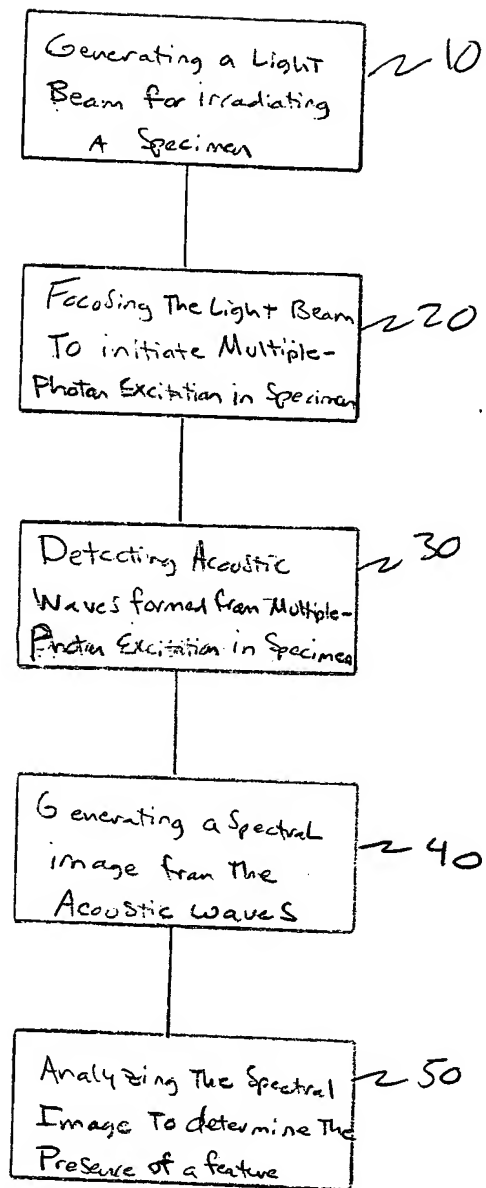 Generating a Light
Beam for irradiating
A Specimen
10
Focusing The Light Beam
To initiate Multiple-
Photon Excitation in Specimen
20
Detecting Acoustic
Waves formed from Multiple-
Photon Excitation in Specimen
30
Generating a Spectral
image from The
Acoustic waves
40
Analyzing The Spectral
Image To determine The
Presence of a feature
50